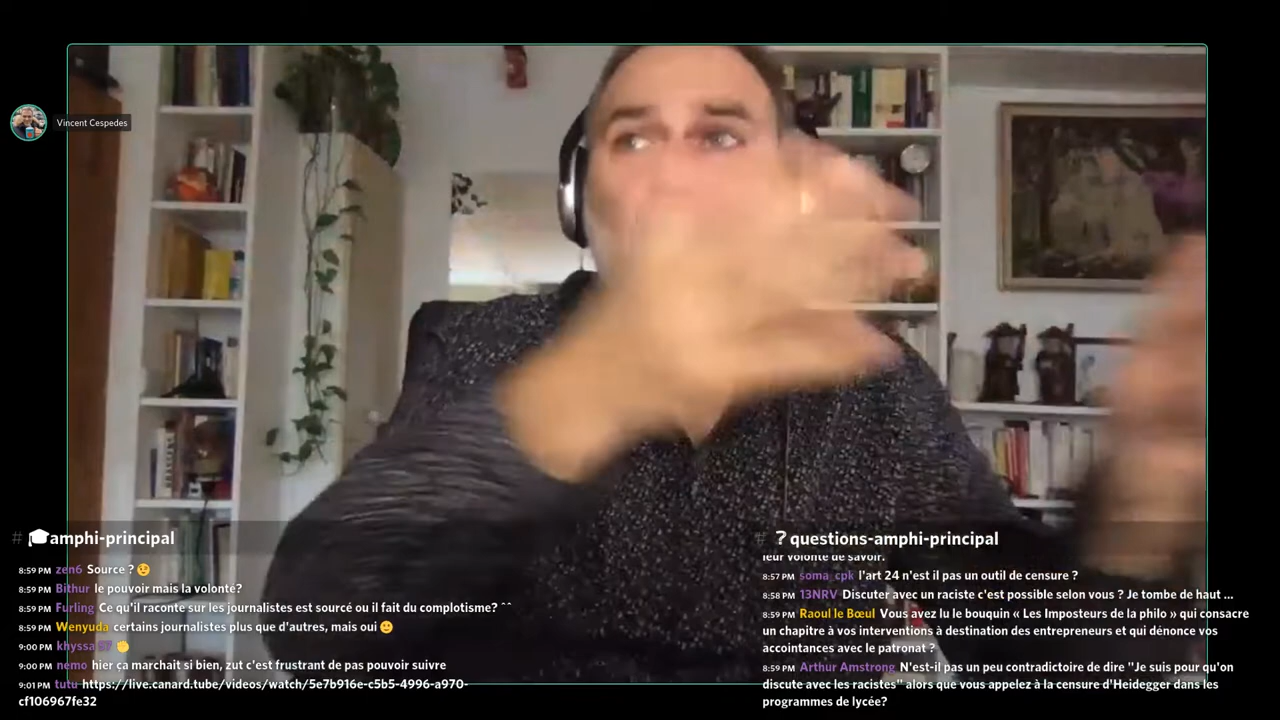 Vincent Cespedes
# 🎓amphi-principal
8:59 PM zen6 Source ? 🤨
8:59 PM Bithur le pouvoir mais la volonté?
8:59 PM Furling Ce qu'il raconte sur les journalistes est sourcé ou il fait du complotisme? ^^
8:59 PM Wenyuda certains journalistes plus que d'autres, mais oui 🙂
9:00 PM khyssa
9:00 PM nemo hier ça marchait si bien, zut c'est frustrant de pas pouvoir suivre
9:01 PM tutu https://live.canard.tube/videos/watch/5e7b916e-c5b5-4996-a970-
cf106967fe32
# ❔questions-amphi-principal
leur volonté de savoir.
8:57 PM soma_cpk l'art 24 n'est il pas un outil de censure ?
8:58 PM 13NRV Discuter avec un raciste c'est possible selon vous ? Je tombe de haut ...
8:59 PM Raoul le Bœul Vous avez lu le bouquin « Les Imposteurs de la philo » qui consacre
un chapitre à vos interventions à destination des entrepreneurs et qui dénonce vos
accointances avec le patronat ?
8:59 PM Arthur Amstrong N'est-il pas un peu contradictoire de dire "Je suis pour qu'on
discute avec les racistes" alors que vous appelez à la censure d'Heidegger dans les
programmes de lycée?